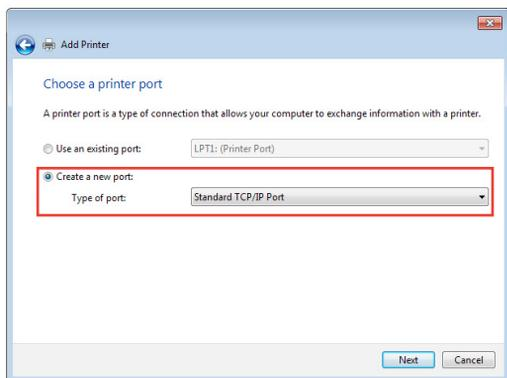 Add Printer
Choose a printer port
A printer port is a type of connection that allows your computer to exchange information with a printer.
Use an existing port: LPT1: (Printer Port)
Create a new port:
Type of port: Standard TCP/IP Port
Next Cancel